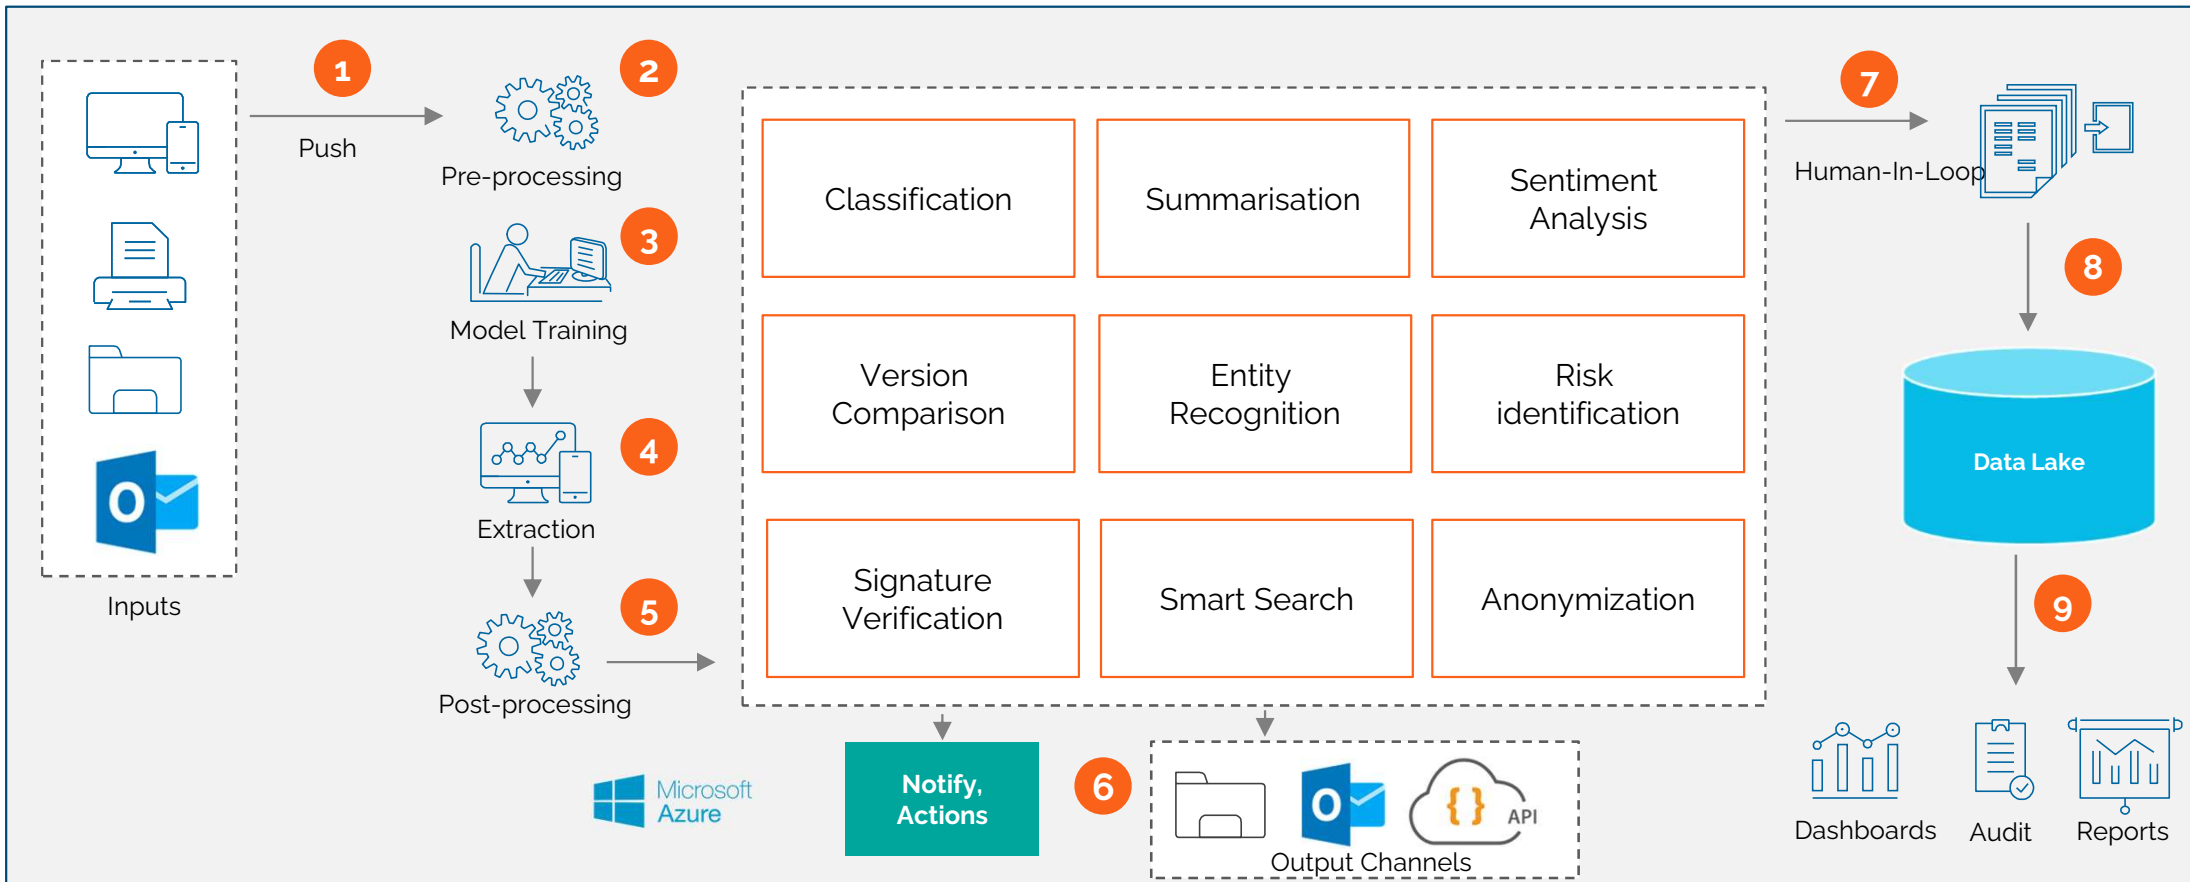 1
Push
Inputs
2
Pre-processing
3
Model Training
4
Extraction
5
Post-processing
Classification
Summarisation
Sentiment
Analysis
Version
Comparison
Entity
Recognition
Risk
identification
Signature
Verification
Smart Search
Anonymization
Microsoft
Azure
Notify,
Actions
6
O
{ }
API
Output Channels
7
Human-In-Loop
8
Data Lake
9
Dashboards
Audit
Reports
O